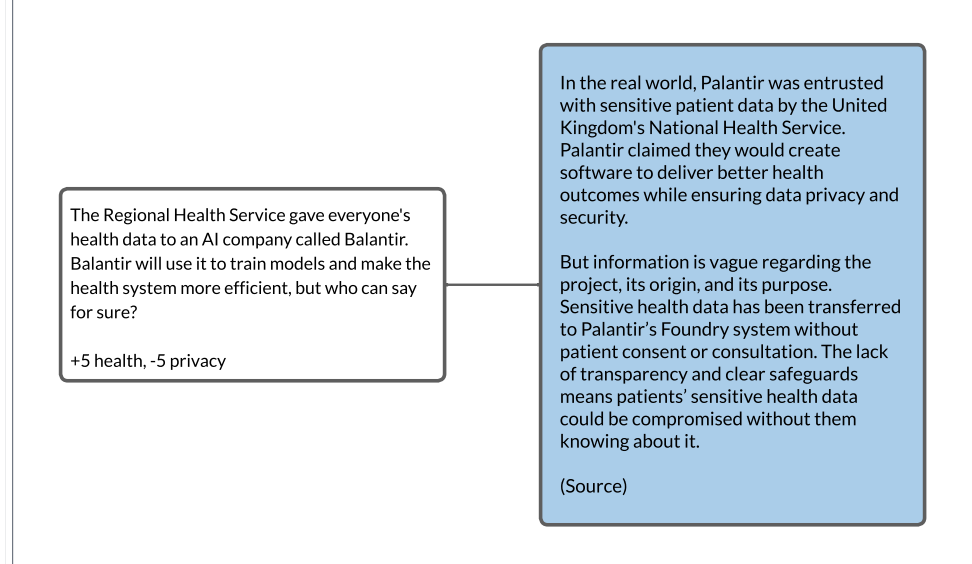 The Regional Health Service gave everyone's
health data to an AI company called Balantir.
Balantir will use it to train models and make the
health system more efficient, but who can say
for sure?
+5 health, -5 privacy
In the real world, Palantir was entrusted
with sensitive patient data by the United
Kingdom's National Health Service.
Palantir claimed they would create
software to deliver better health
outcomes while ensuring data privacy and
security.
But information is vague regarding the
project, its origin, and its purpose.
Sensitive health data has been transferred
to Palantir’s Foundry system without
patient consent or consultation. The lack
of transparency and clear safeguards
means patients’ sensitive health data
could be compromised without them
knowing about it.
(Source)